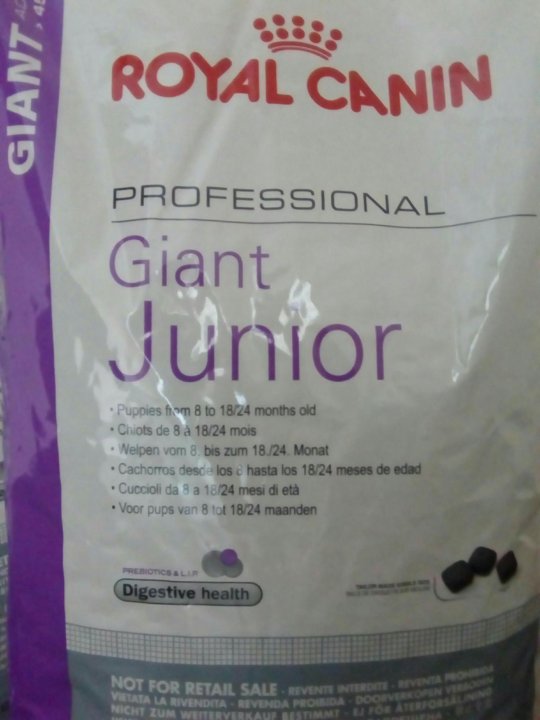 GIANT
ROYAL CANIN
PROFESSIONAL
Giant
Junior
• Puppies from 8 to 18/24 months old
• Chiots de 8 à 18/24 mois
• Welpen vom 8. bis zum 18./24. Monat
• Cachorros desde los 8 hasta los 18/24 meses de edad
• Cuccioli da 8 a 18/24 mesi di età
• Voor pups van 8 tot 18/24 maanden
PREBIOTICS & L.I.P.
Digestive health
NOT FOR RETAIL SALE - REVENTE INTERDITE - REVENTA PROHIBIDA
VIETATA LA RIVENDITA - REVENDA PROIBIDA - DOORVERKOPEN VERBODEN
NICHT ZUM WEITERVERKAUF BESTIMMT - EJ FÖR ÅTERFÖRSÄLJNING